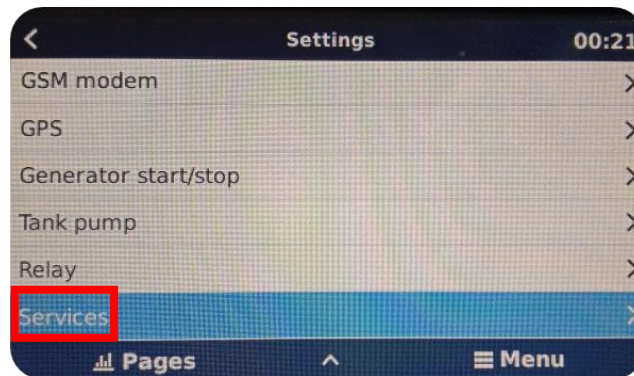 Settings 00:21
GSM modem
GPS
Generator start/stop
Tank pump
Relay
Services
Pages Menu